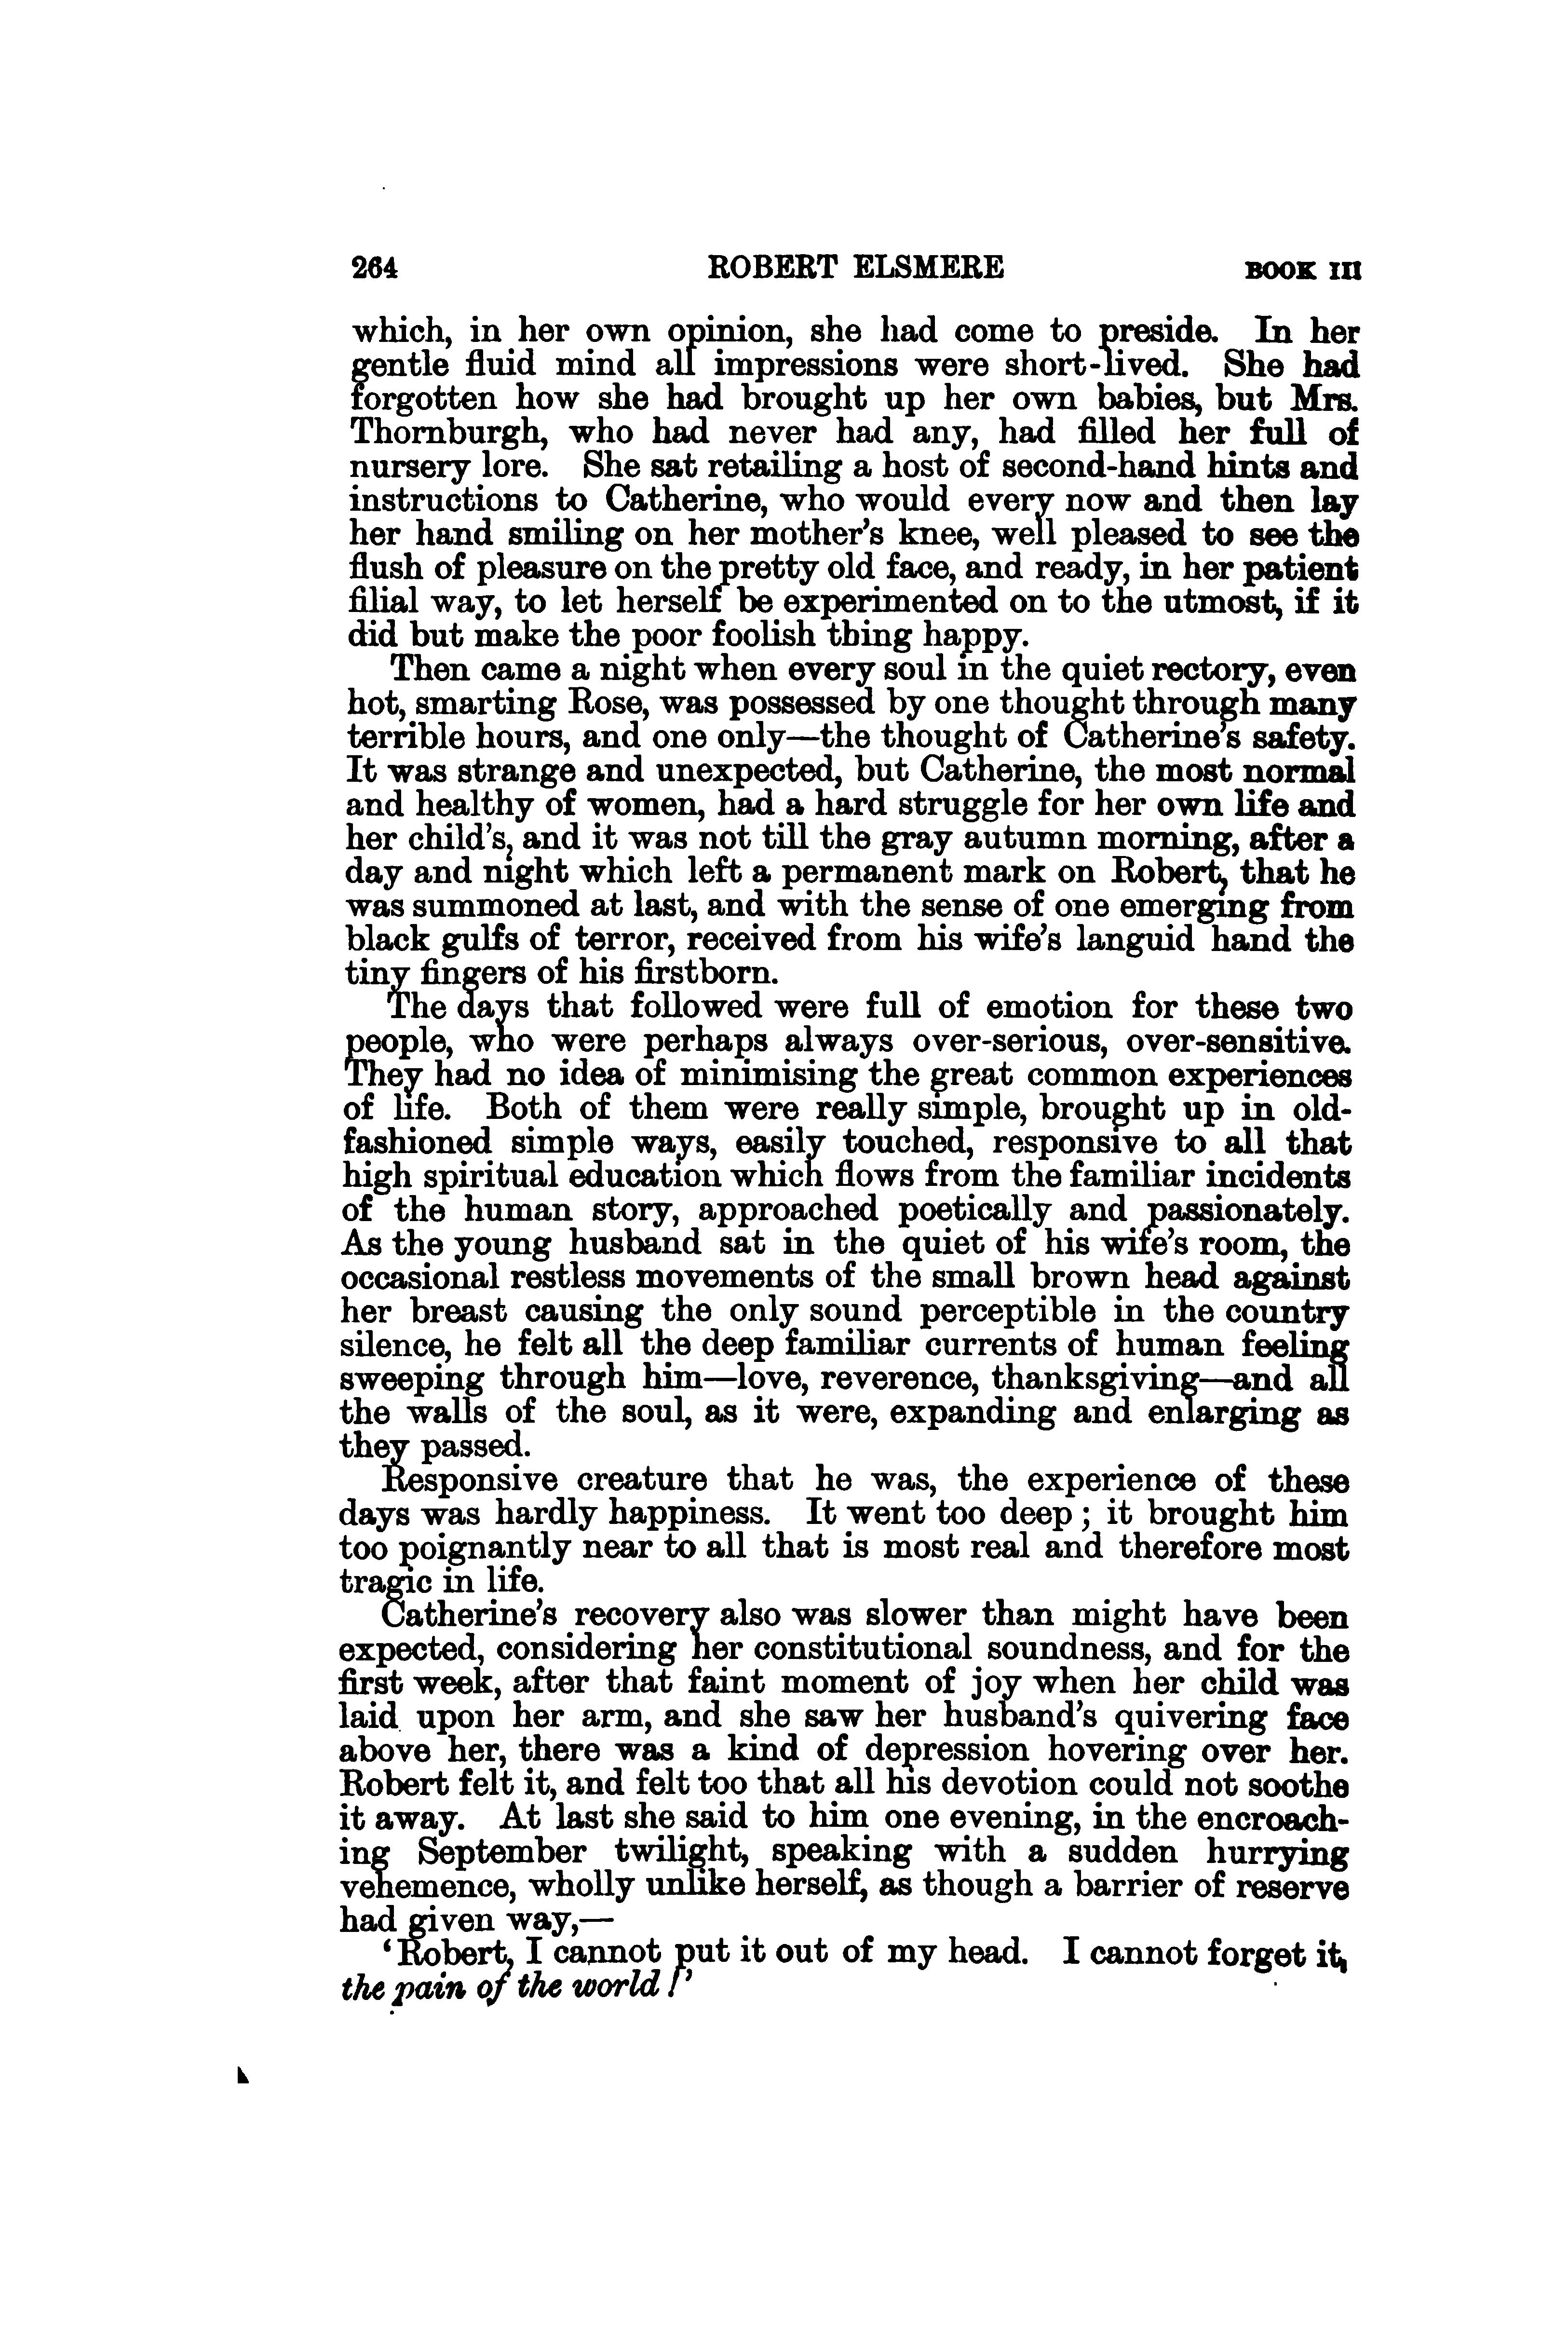 264 ROBERT ELSMERE BOOK III
which, in her own opinion, she had come to preside. In her
gentle fluid mind all impressions were short-lived. She had
forgotten how she had brought up her own babies, but Mrs.
Thornburgh, who had never had any, had filled her full of
nursery lore. She sat retailing a host of second-hand hints and
instructions to Catherine, who would every now and then lay
her hand smiling on her mother's knee, well pleased to see the
flush of pleasure on the pretty old face, and ready, in her patient
filial way, to let herself be experimented on to the utmost, if it
did but make the poor foolish thing happy.
Then came a night when every soul in the quiet rectory, even
hot, smarting Rose, was possessed by one thought through many
terrible hours, and one only—the thought of Catherine's safety.
It was strange and unexpected, but Catherine, the most normal
and healthy of women, had a hard struggle for her own life and
her child's, and it was not till the gray autumn morning, after a
day and night which left a permanent mark on Robert, that he
was summoned at last, and with the sense of one emerging from
black gulfs of terror, received from his wife's languid hand the
tiny fingers of his firstborn.
The days that followed were full of emotion for these two
people, who were perhaps always over-serious, over-sensitive.
They had no idea of minimising the great common experiences
of life. Both of them were really simple, brought up in old-
fashioned simple ways, easily touched, responsive to all that
high spiritual education which flows from the familiar incidents
of the human story, approached poetically and passionately.
As the young husband sat in the quiet of his wife's room, the
occasional restless movements of the small brown head against
her breast causing the only sound perceptible in the country
silence, he felt all the deep familiar currents of human feeling
sweeping through him—love, reverence, thanksgiving—and all
the walls of the soul, as it were, expanding and enlarging as
they passed.
Responsive creature that he was, the experience of these
days was hardly happiness. It went too deep; it brought him
too poignantly near to all that is most real and therefore most
tragic in life.
Catherine's recovery also was slower than might have been
expected, considering her constitutional soundness, and for the
first week, after that faint moment of joy when her child was
laid upon her arm, and she saw her husband's quivering face
above her, there was a kind of depression hovering over her.
Robert felt it, and felt too that all his devotion could not soothe
it away. At last she said to him one evening, in the encroach-
ing September twilight, speaking with a sudden hurrying
vehemence, wholly unlike herself, as though a barrier of reserve
had given way,—
'Robert, I cannot put it out of my head. I cannot forget it,
the pain of the world!'